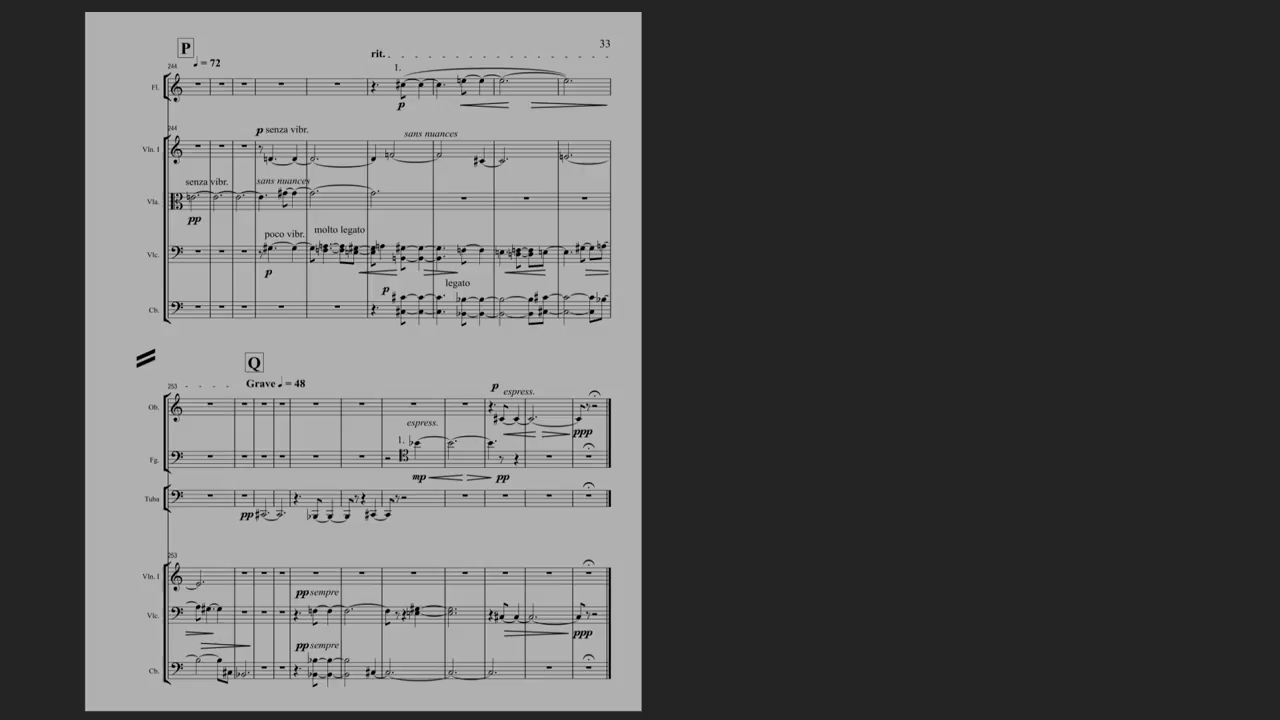 33
P
♩ = 72
rit.
244
1.
Fl.
p
244
p senza vibr.
sans nuances
Vln. I
senza vibr.
sans nuances
Vla.
pp
poco vibr.
molto legato
Vlc.
p
p
legato
Cb.
Q
253
Grave ♩ = 48
p
espress.
Ob.
espress.
ppp
1.
Fg.
mp
pp
Tuba
pp
253
Vln. I
pp sempre
Vlc.
ppp
pp sempre
Cb.